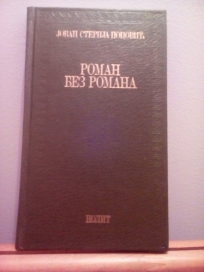 ЈОВАН СТЕРИЈА ПОПОВИЋ
РОМАН
БЕЗ РОМАНА
НОЛИТ